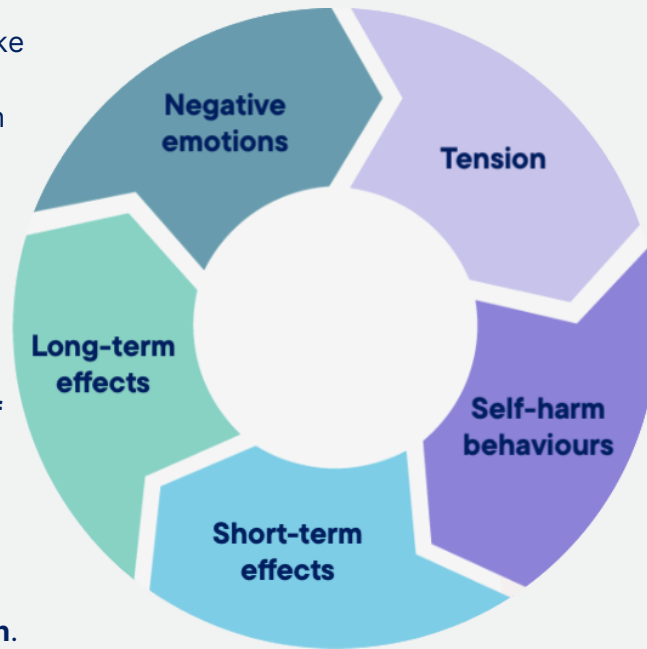 Negative
emotions
Tension
Self-harm
behaviours
Short-term
effects
Long-term
effects